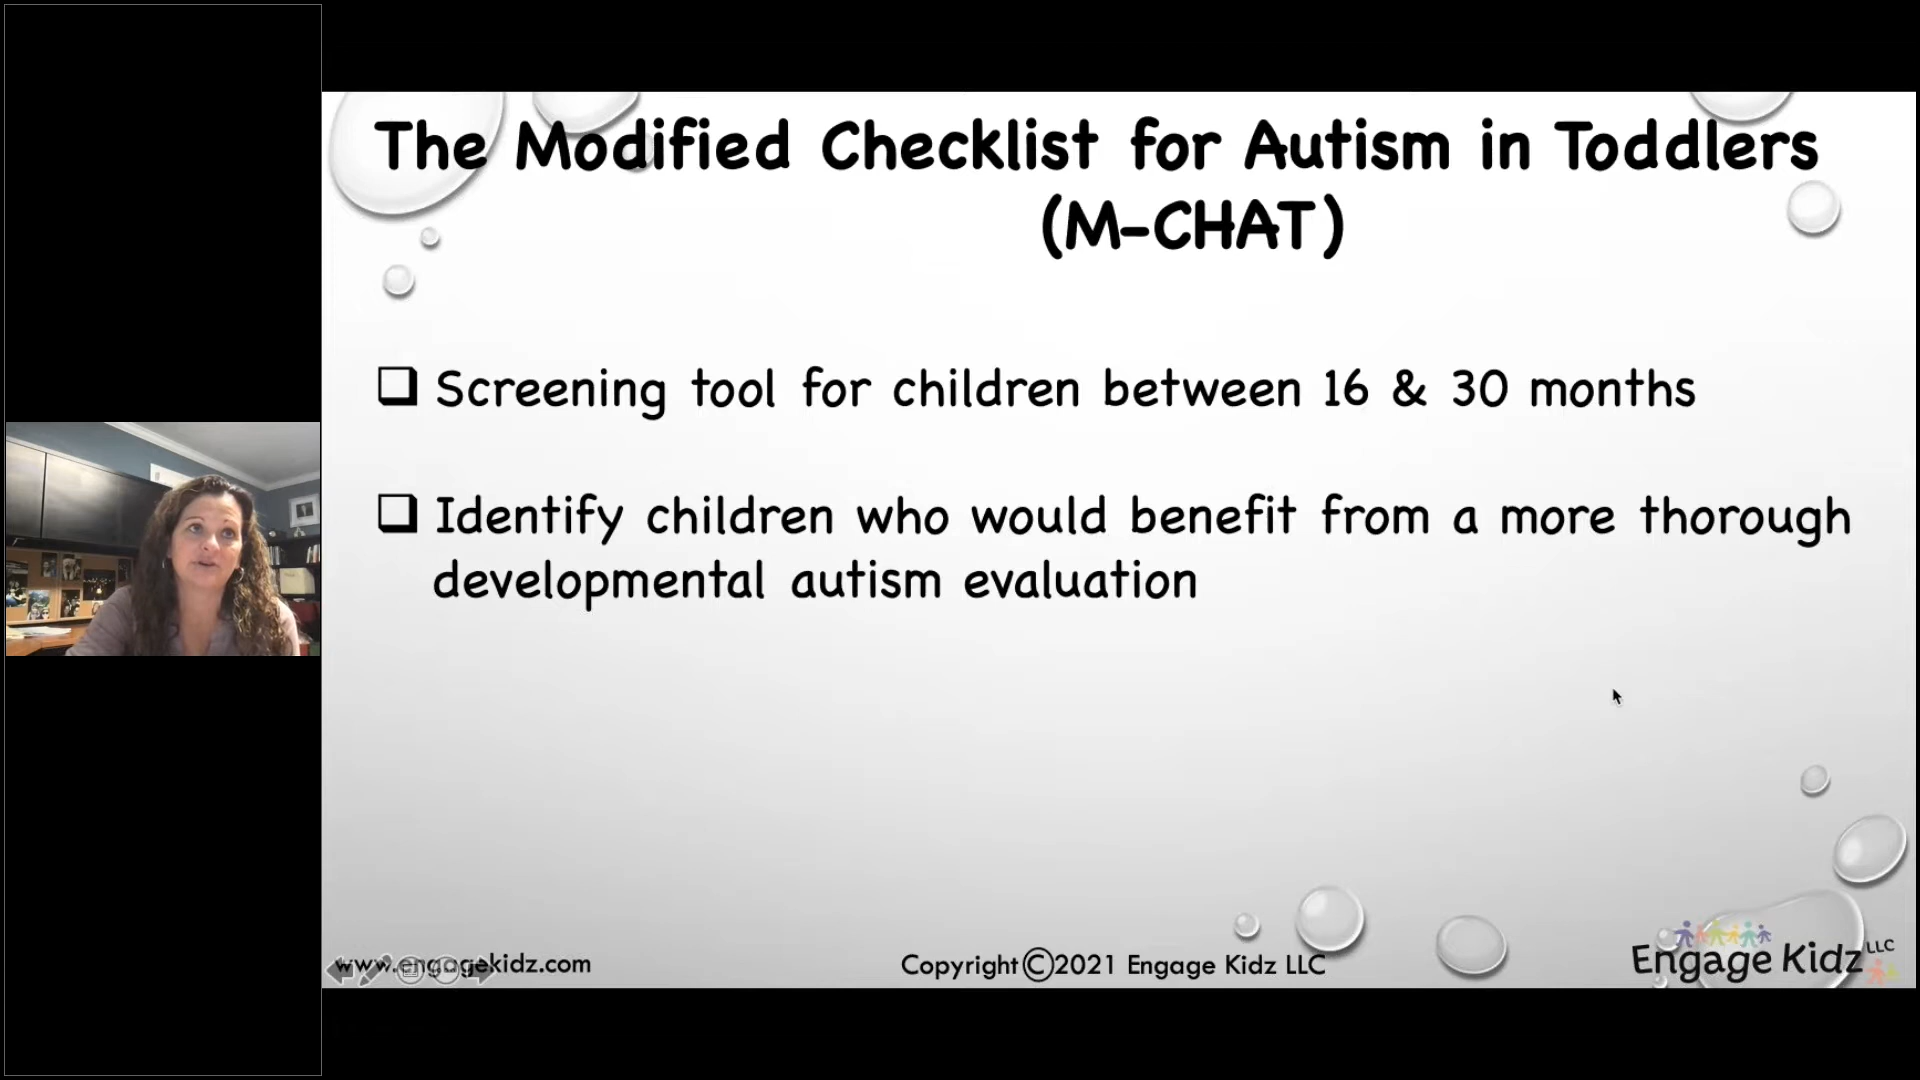 The Modified Checklist for Autism in Toddlers
(M-CHAT)
Screening tool for children between 16 & 30 months
Identify children who would benefit from a more thorough
developmental autism evaluation
www.engagekidz.com
Copyright©2021 Engage Kidz LLC
Engage Kidz LLC